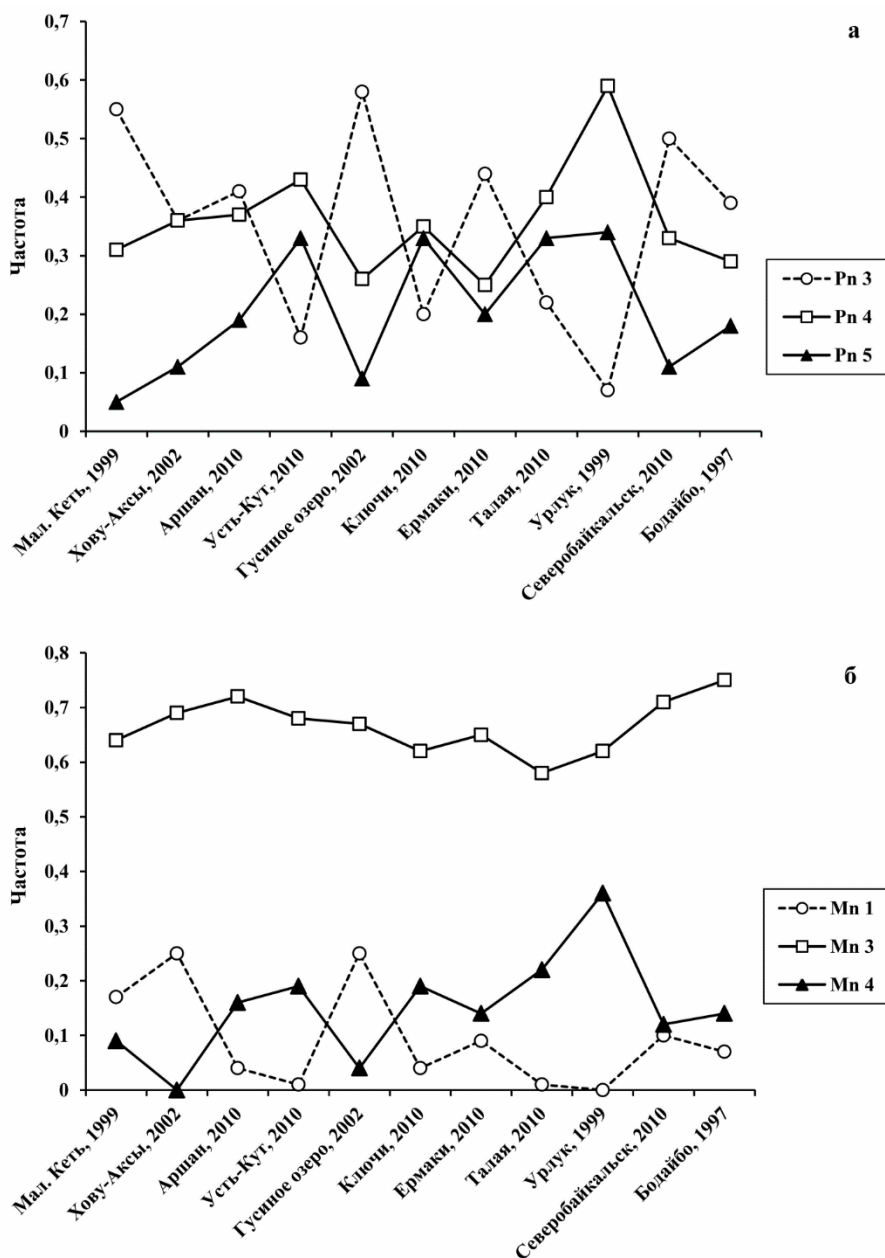 а
0,7
0,6
0,5
0,4
0,3
0,2
0,1
0
Частота
Pn 3
Pn 4
Pn 5
Мал. Кеть, 1999
Хову-Аксы, 2002
Аршан, 2010
Усть-Кут, 2010
Гусиное озеро, 2002
Ключи, 2010
Ермаки, 2010
Талая, 2010
Урлук, 1999
Северобайкальск, 2010
Бодайбо, 1997
б
0,8
0,7
0,6
0,5
0,4
0,3
0,2
0,1
0
Частота
Mn 1
Mn 3
Mn 4
Мал. Кеть, 1999
Хову-Аксы, 2002
Аршан, 2010
Усть-Кут, 2010
Гусиное озеро, 2002
Ключи, 2010
Ермаки, 2010
Талая, 2010
Урлук, 1999
Северобайкальск, 2010
Бодайбо, 1997